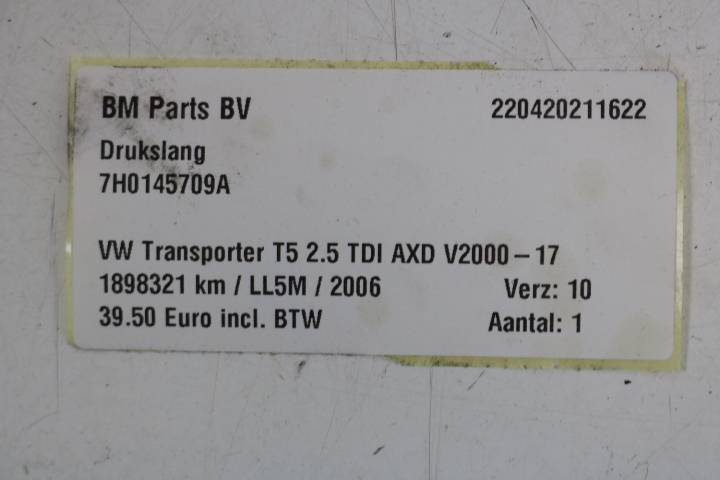 BM Parts BV 220420211622
Drukslang
7H0145709A
VW Transporter T5 2.5 TDI AXD V2000-17
1898321 km / LL5M / 2006 Verz: 10
39.50 Euro incl. BTW Aantal: 1